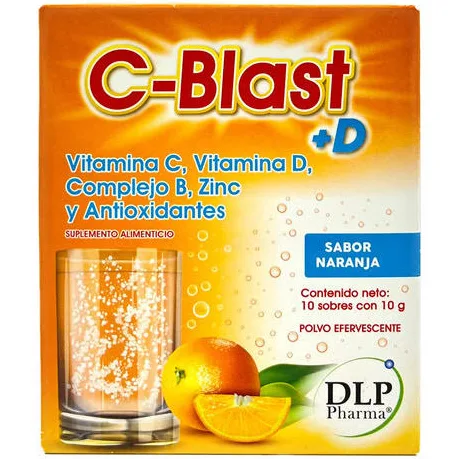 C-Blast
+D
Vitamina C, Vitamina D,
Complejo B, Zinc
y Antioxidantes
SUPLEMENTO ALIMENTICIO
SABOR
NARANJA
Contenido neto:
10 sobres con 10 g
POLVO EFERVESCENTE
DLP
Pharma®